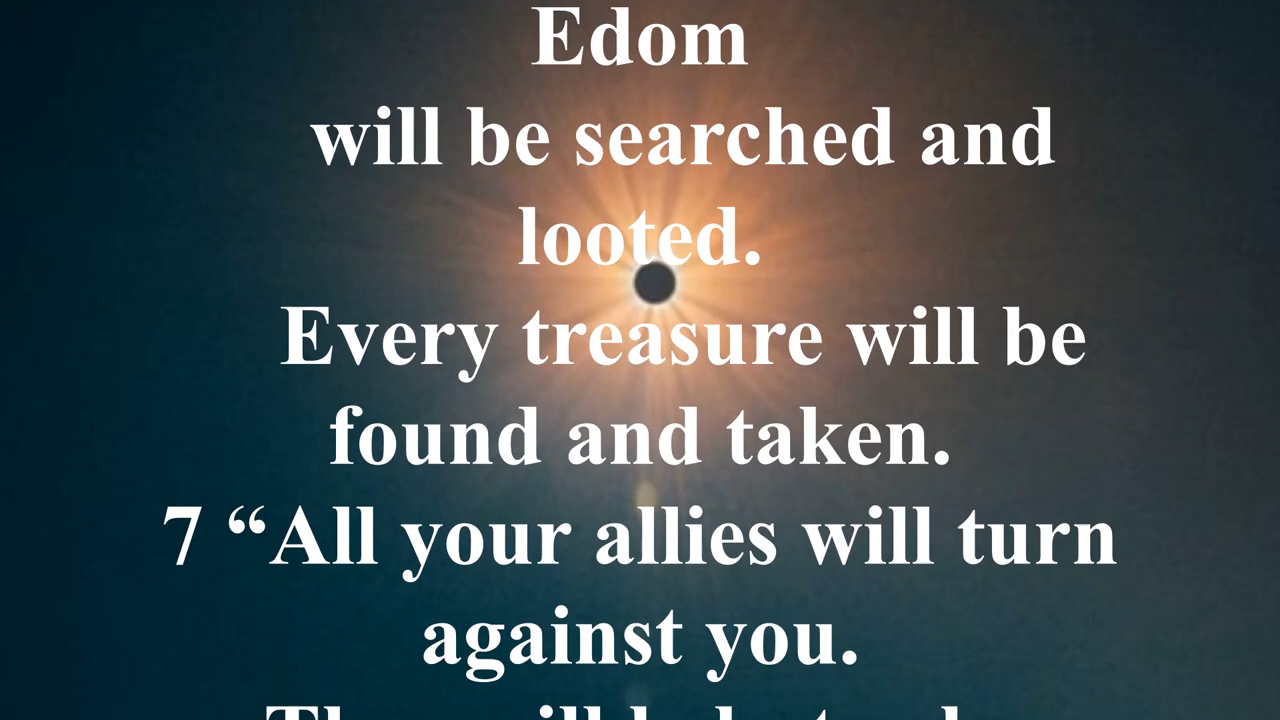 Edom
will be searched and
looted.
Every treasure will be
found and taken.
7 “All your allies will turn
against you.